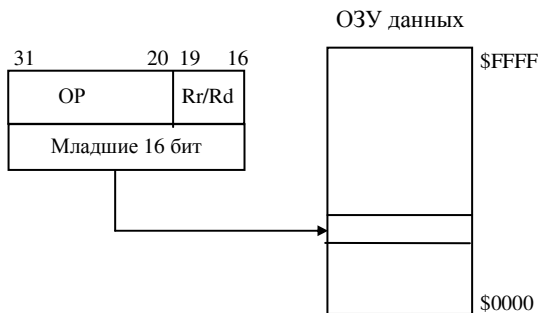 ОЗУ данных
31 20 19 16
$FFFF
OP Rr/Rd
Младшие 16 бит
$0000